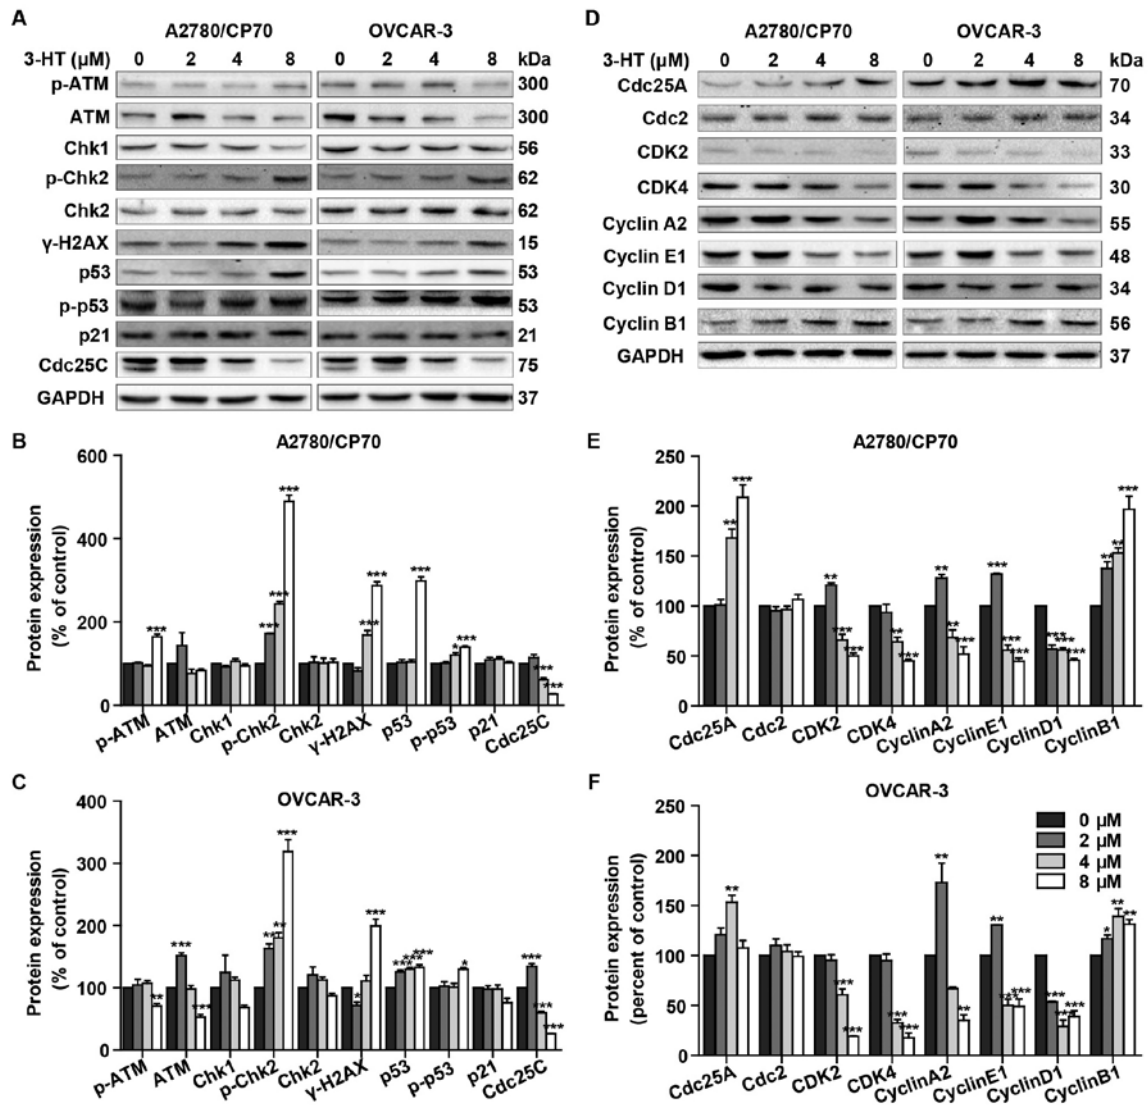 A
A2780/CP70 OVCAR-3
3-HT (µM) 0 2 4 8 0 2 4 8 kDa
p-ATM 300
ATM 300
Chk1 56
p-Chk2 62
Chk2 62
γ-H2AX 15
p53 53
p-p53 53
p21 21
Cdc25C 75
GAPDH 37
D
A2780/CP70 OVCAR-3
3-HT (µM) 0 2 4 8 0 2 4 8 kDa
Cdc25A 70
Cdc2 34
CDK2 33
CDK4 30
Cyclin A2 55
Cyclin E1 48
Cyclin D1 34
Cyclin B1 56
GAPDH 37
B
A2780/CP70
Protein expression
(% of control)
600
400
200
0
*** *** *** *** *** *** *** * *** *** ***
p-ATM ATM Chk1 p-Chk2 Chk2 γ-H2AX p53 p-p53 p21 Cdc25C
E
A2780/CP70
Protein expression
(% of control)
250
200
150
100
50
0
** *** ** *** *** ** *** ** *** *** *** *** *** *** *** *** ** ** ***
Cdc25A Cdc2 CDK2 CDK4 CyclinA2 CyclinE1 CyclinD1 CyclinB1
C
OVCAR-3
Protein expression
(% of control)
400
300
200
100
0
** *** *** ** ** *** * *** *** *** * *** *** ***
p-ATM ATM Chk1 p-Chk2 Chk2 γ-H2AX p53 p-p53 p21 Cdc25C
F
OVCAR-3
0 µM
2 µM
4 µM
8 µM
Protein expression
(percent of control)
250
200
150
100
50
0
** *** *** *** *** ** ** ** *** *** *** *** *** * ** **
Cdc25A Cdc2 CDK2 CDK4 CyclinA2 CyclinE1 CyclinD1 CyclinB1